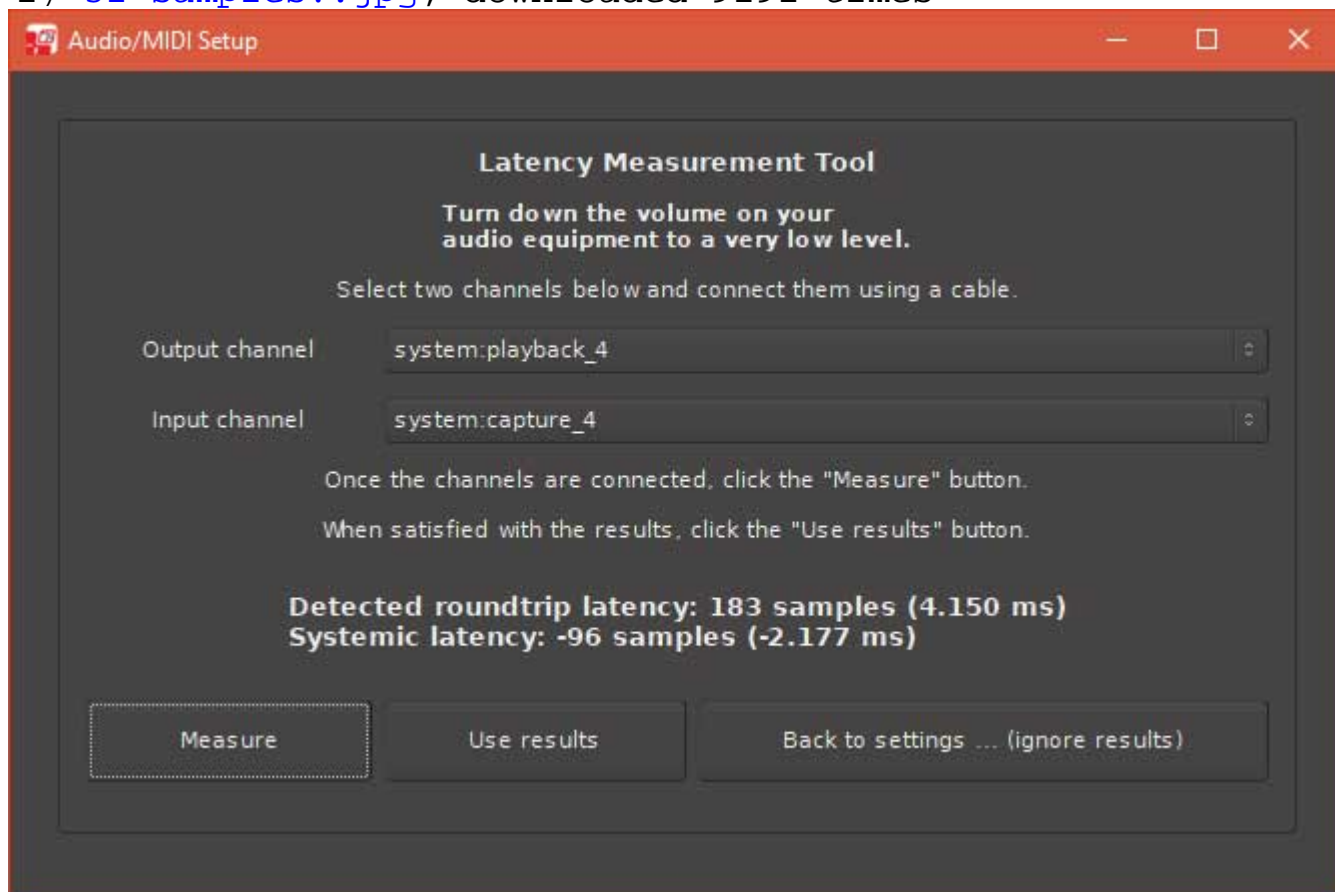 Audio/MIDI Setup
Latency Measurement Tool
Turn down the volume on your
audio equipment to a very low level.
Select two channels below and connect them using a cable.
Output channel system:playback_4
Input channel system:capture_4
Once the channels are connected, click the "Measure" button.
When satisfied with the results, click the "Use results" button.
Detected roundtrip latency: 183 samples (4.150 ms)
Systemic latency: -96 samples (-2.177 ms)
Measure Use results Back to settings ... (ignore results)